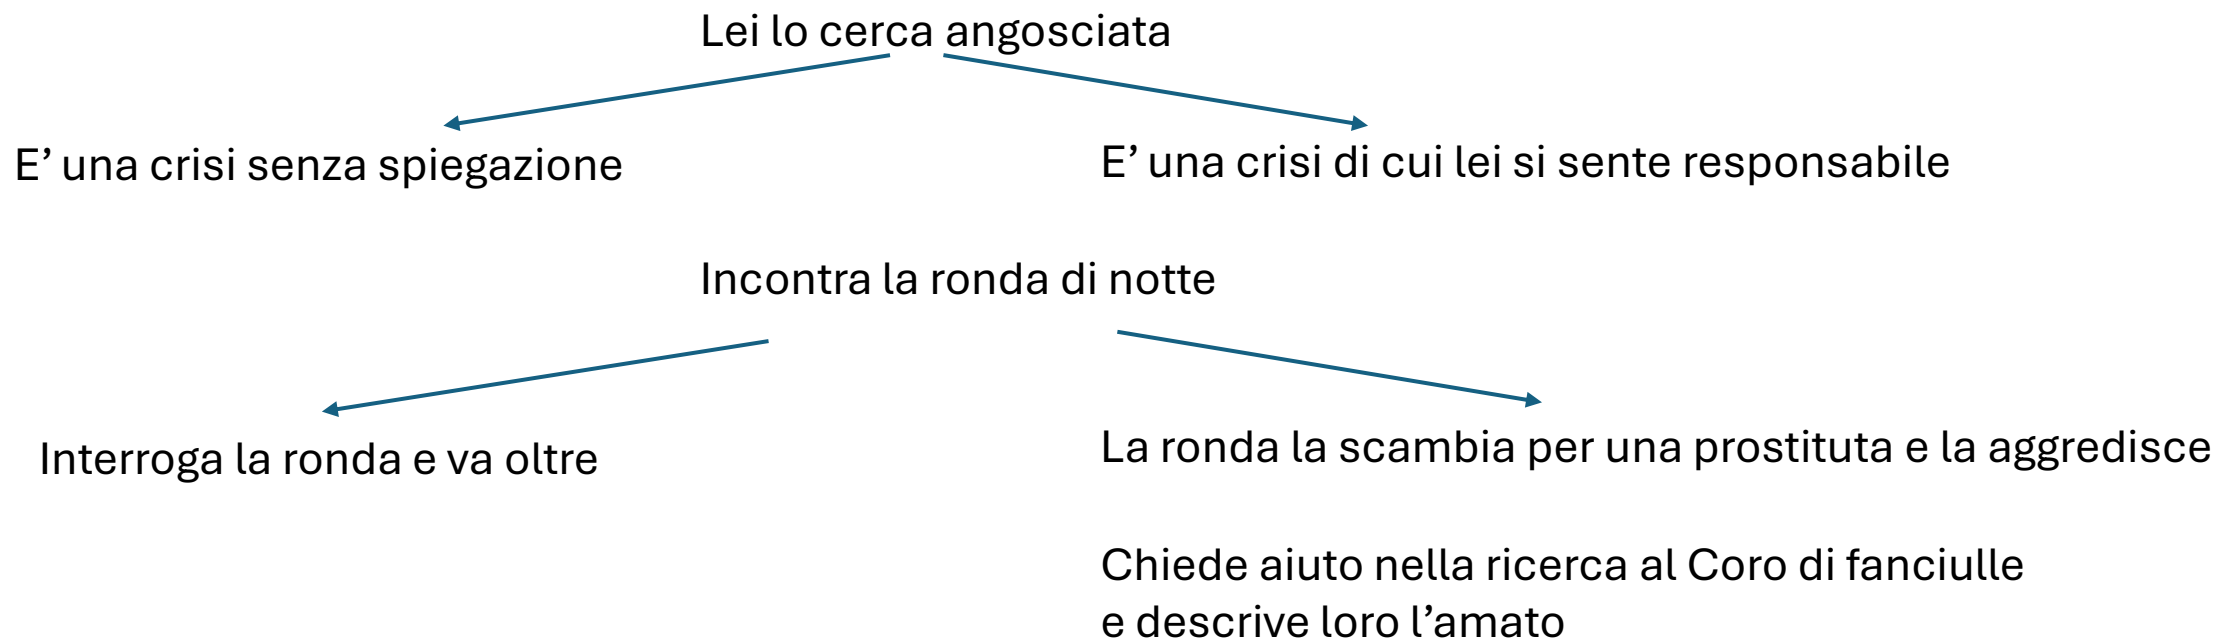 Lei lo cerca angosciata
E’ una crisi senza spiegazione
E’ una crisi di cui lei si sente responsabile
Incontra la ronda di notte
Interroga la ronda e va oltre
La ronda la scambia per una prostituta e la aggredisce
Chiede aiuto nella ricerca al Coro di fanciulle
e descrive loro l’amato